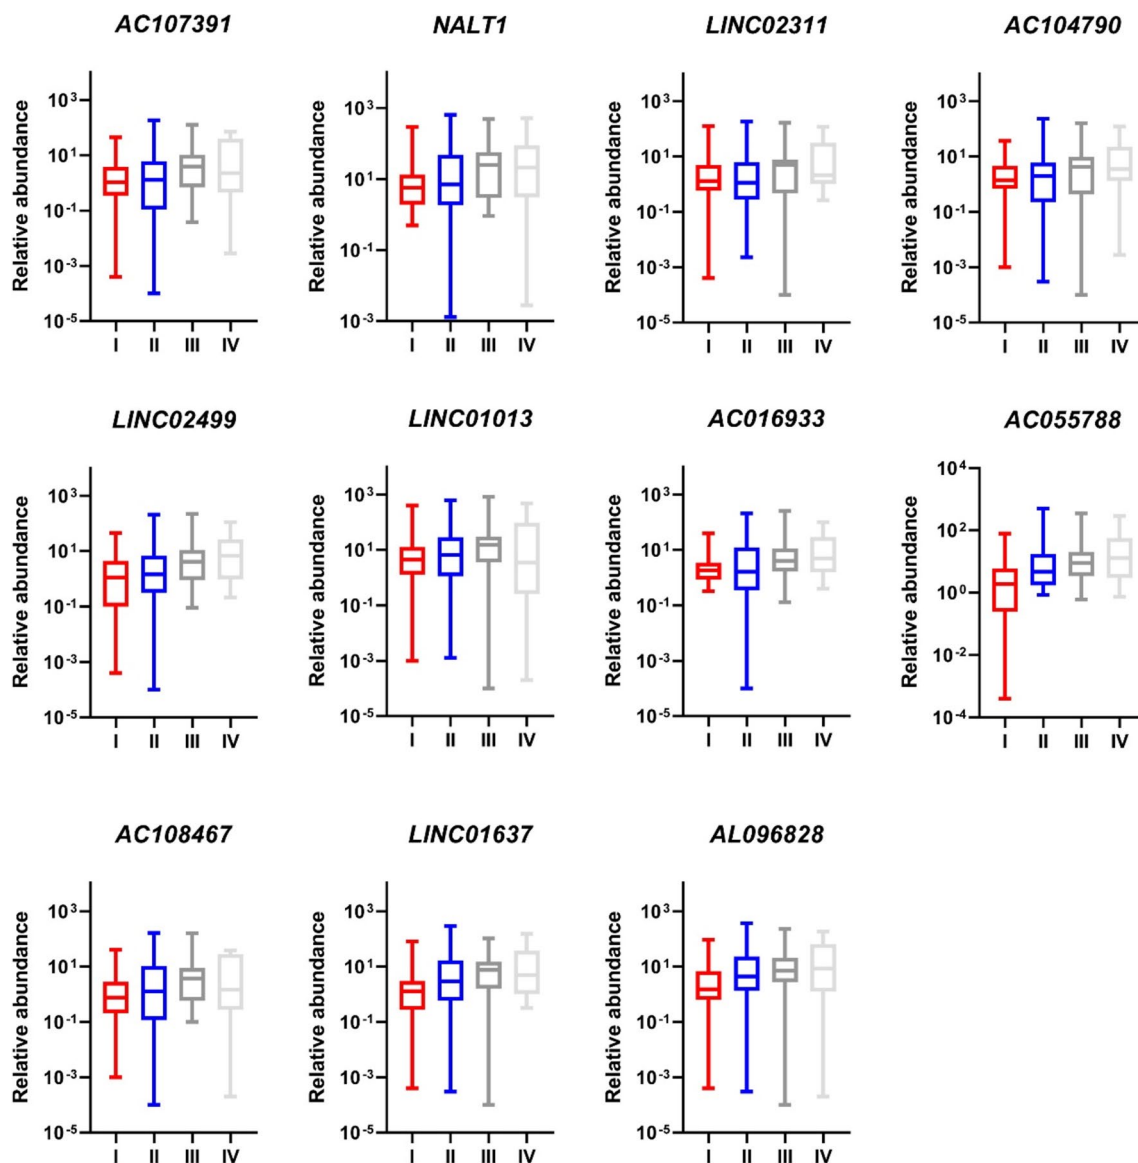 AC107391 NALT1 LINC02311 AC104790
Relative abundance Relative abundance Relative abundance Relative abundance
10³ 10³ 10³ 10³
10¹ 10¹ 10¹ 10¹
10⁻¹ 10⁻¹ 10⁻¹ 10⁻¹
10⁻³ 10⁻³ 10⁻³
10⁻⁵ 10⁻³ 10⁻⁵ 10⁻⁵
I II III IV I II III IV I II III IV I II III IV
LINC02499 LINC01013 AC016933 AC055788
Relative abundance Relative abundance Relative abundance Relative abundance
10³ 10³ 10³ 10⁴
10¹ 10¹ 10¹ 10²
10⁻¹ 10⁻¹ 10⁻¹ 10⁰
10⁻³ 10⁻³ 10⁻³ 10⁻²
10⁻⁵ 10⁻⁵ 10⁻⁵ 10⁻⁴
I II III IV I II III IV I II III IV I II III IV
AC108467 LINC01637 AL096828
Relative abundance Relative abundance Relative abundance
10³ 10³ 10³
10¹ 10¹ 10¹
10⁻¹ 10⁻¹ 10⁻¹
10⁻³ 10⁻³ 10⁻³
10⁻⁵ 10⁻⁵ 10⁻⁵
I II III IV I II III IV I II III IV